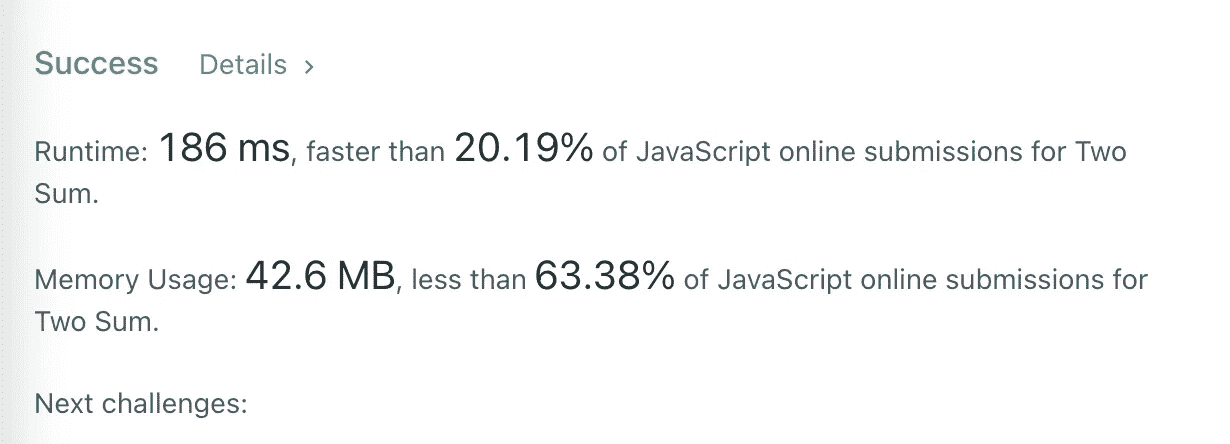 Success Details >
Runtime: 186 ms, faster than 20.19% of JavaScript online submissions for Two
Sum.
Memory Usage: 42.6 MB, less than 63.38% of JavaScript online submissions for
Two Sum.
Next challenges: